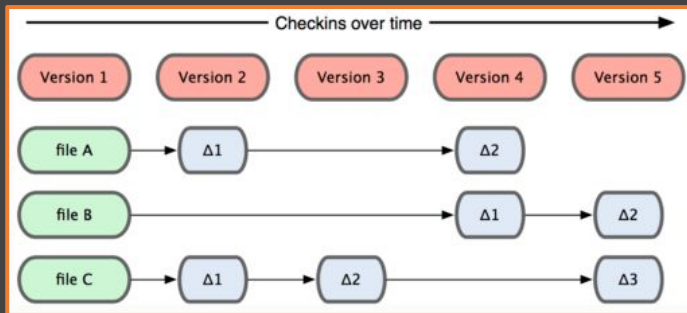 Checkins over time
Version 1 Version 2 Version 3 Version 4 Version 5
file A Δ1 Δ2
file B Δ1 Δ2
file C Δ1 Δ2 Δ3